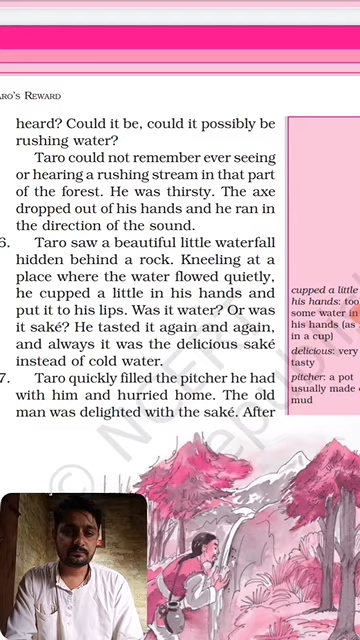 TARO'S REWARD
heard? Could it be, could it possibly be
rushing water?
Taro could not remember ever seeing
or hearing a rushing stream in that part
of the forest. He was thirsty. The axe
dropped out of his hands and he ran in
the direction of the sound.
6. Taro saw a beautiful little waterfall
hidden behind a rock. Kneeling at a
place where the water flowed quietly,
he cupped a little in his hands and
put it to his lips. Was it water? Or was
it saké? He tasted it again and again,
and always it was the delicious saké
instead of cold water.
7. Taro quickly filled the pitcher he had
with him and hurried home. The old
man was delighted with the saké. After
cupped a little
his hands: too
some water in
his hands (as
in a cup)
delicious: very
tasty
pitcher: a pot
usually made
mud
© NCERT
republi